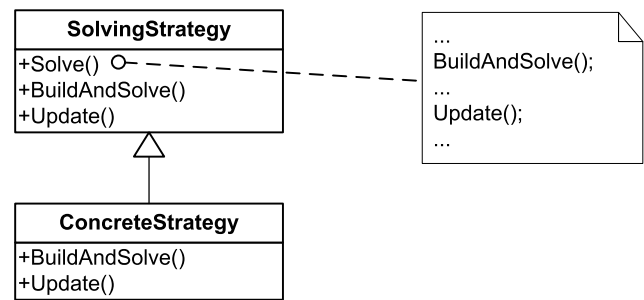 SolvingStrategy
+Solve()
+BuildAndSolve()
+Update()
...
BuildAndSolve();
...
Update();
...
ConcreteStrategy
+BuildAndSolve()
+Update()